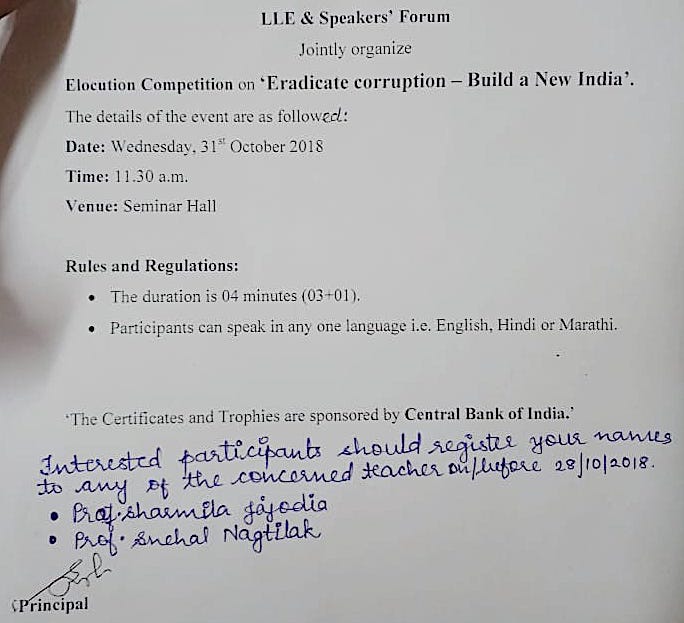 LLE & Speakers' Forum
Jointly organize
Elocution Competition on 'Eradicate corruption – Build a New India'.
The details of the event are as followed:
Date: Wednesday, 31st October 2018
Time: 11.30 a.m.
Venue: Seminar Hall
Rules and Regulations:
• The duration is 04 minutes (03+01).
• Participants can speak in any one language i.e. English, Hindi or Marathi.
'The Certificates and Trophies are sponsored by Central Bank of India.'
Interested participants should register your names
to any of the concerned teacher on/before 28/10/2018.
• Prof. Sharmila Jajodia
• Prof. Snehal Nagtilak
Principal